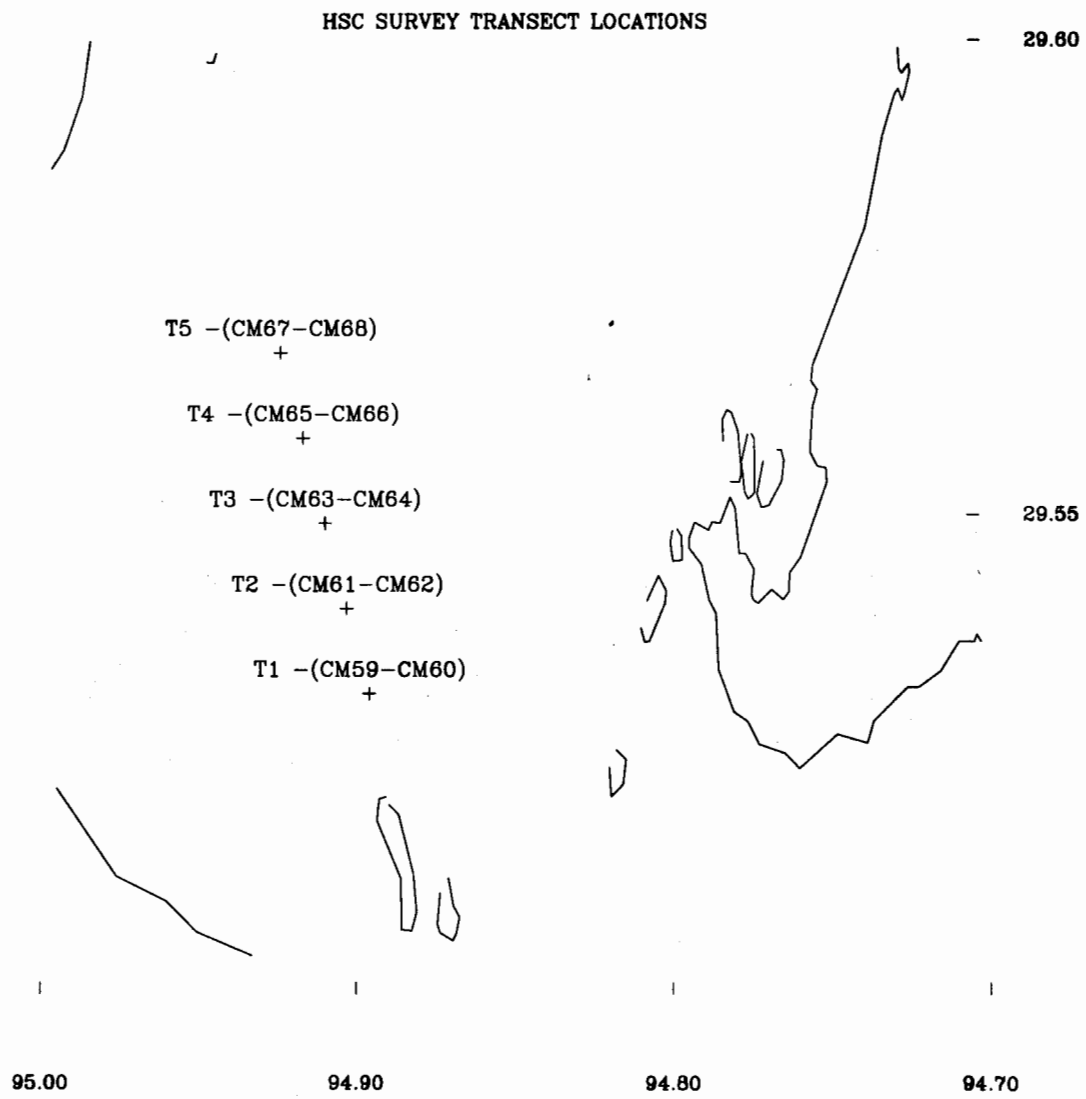 HSC SURVEY TRANSECT LOCATIONS
29.60
T5 -(CM67-CM68)
T4 -(CM65-CM66)
T3 -(CM63-CM64)
29.55
T2 -(CM61-CM62)
T1 -(CM59-CM60)
95.00 94.90 94.80 94.70